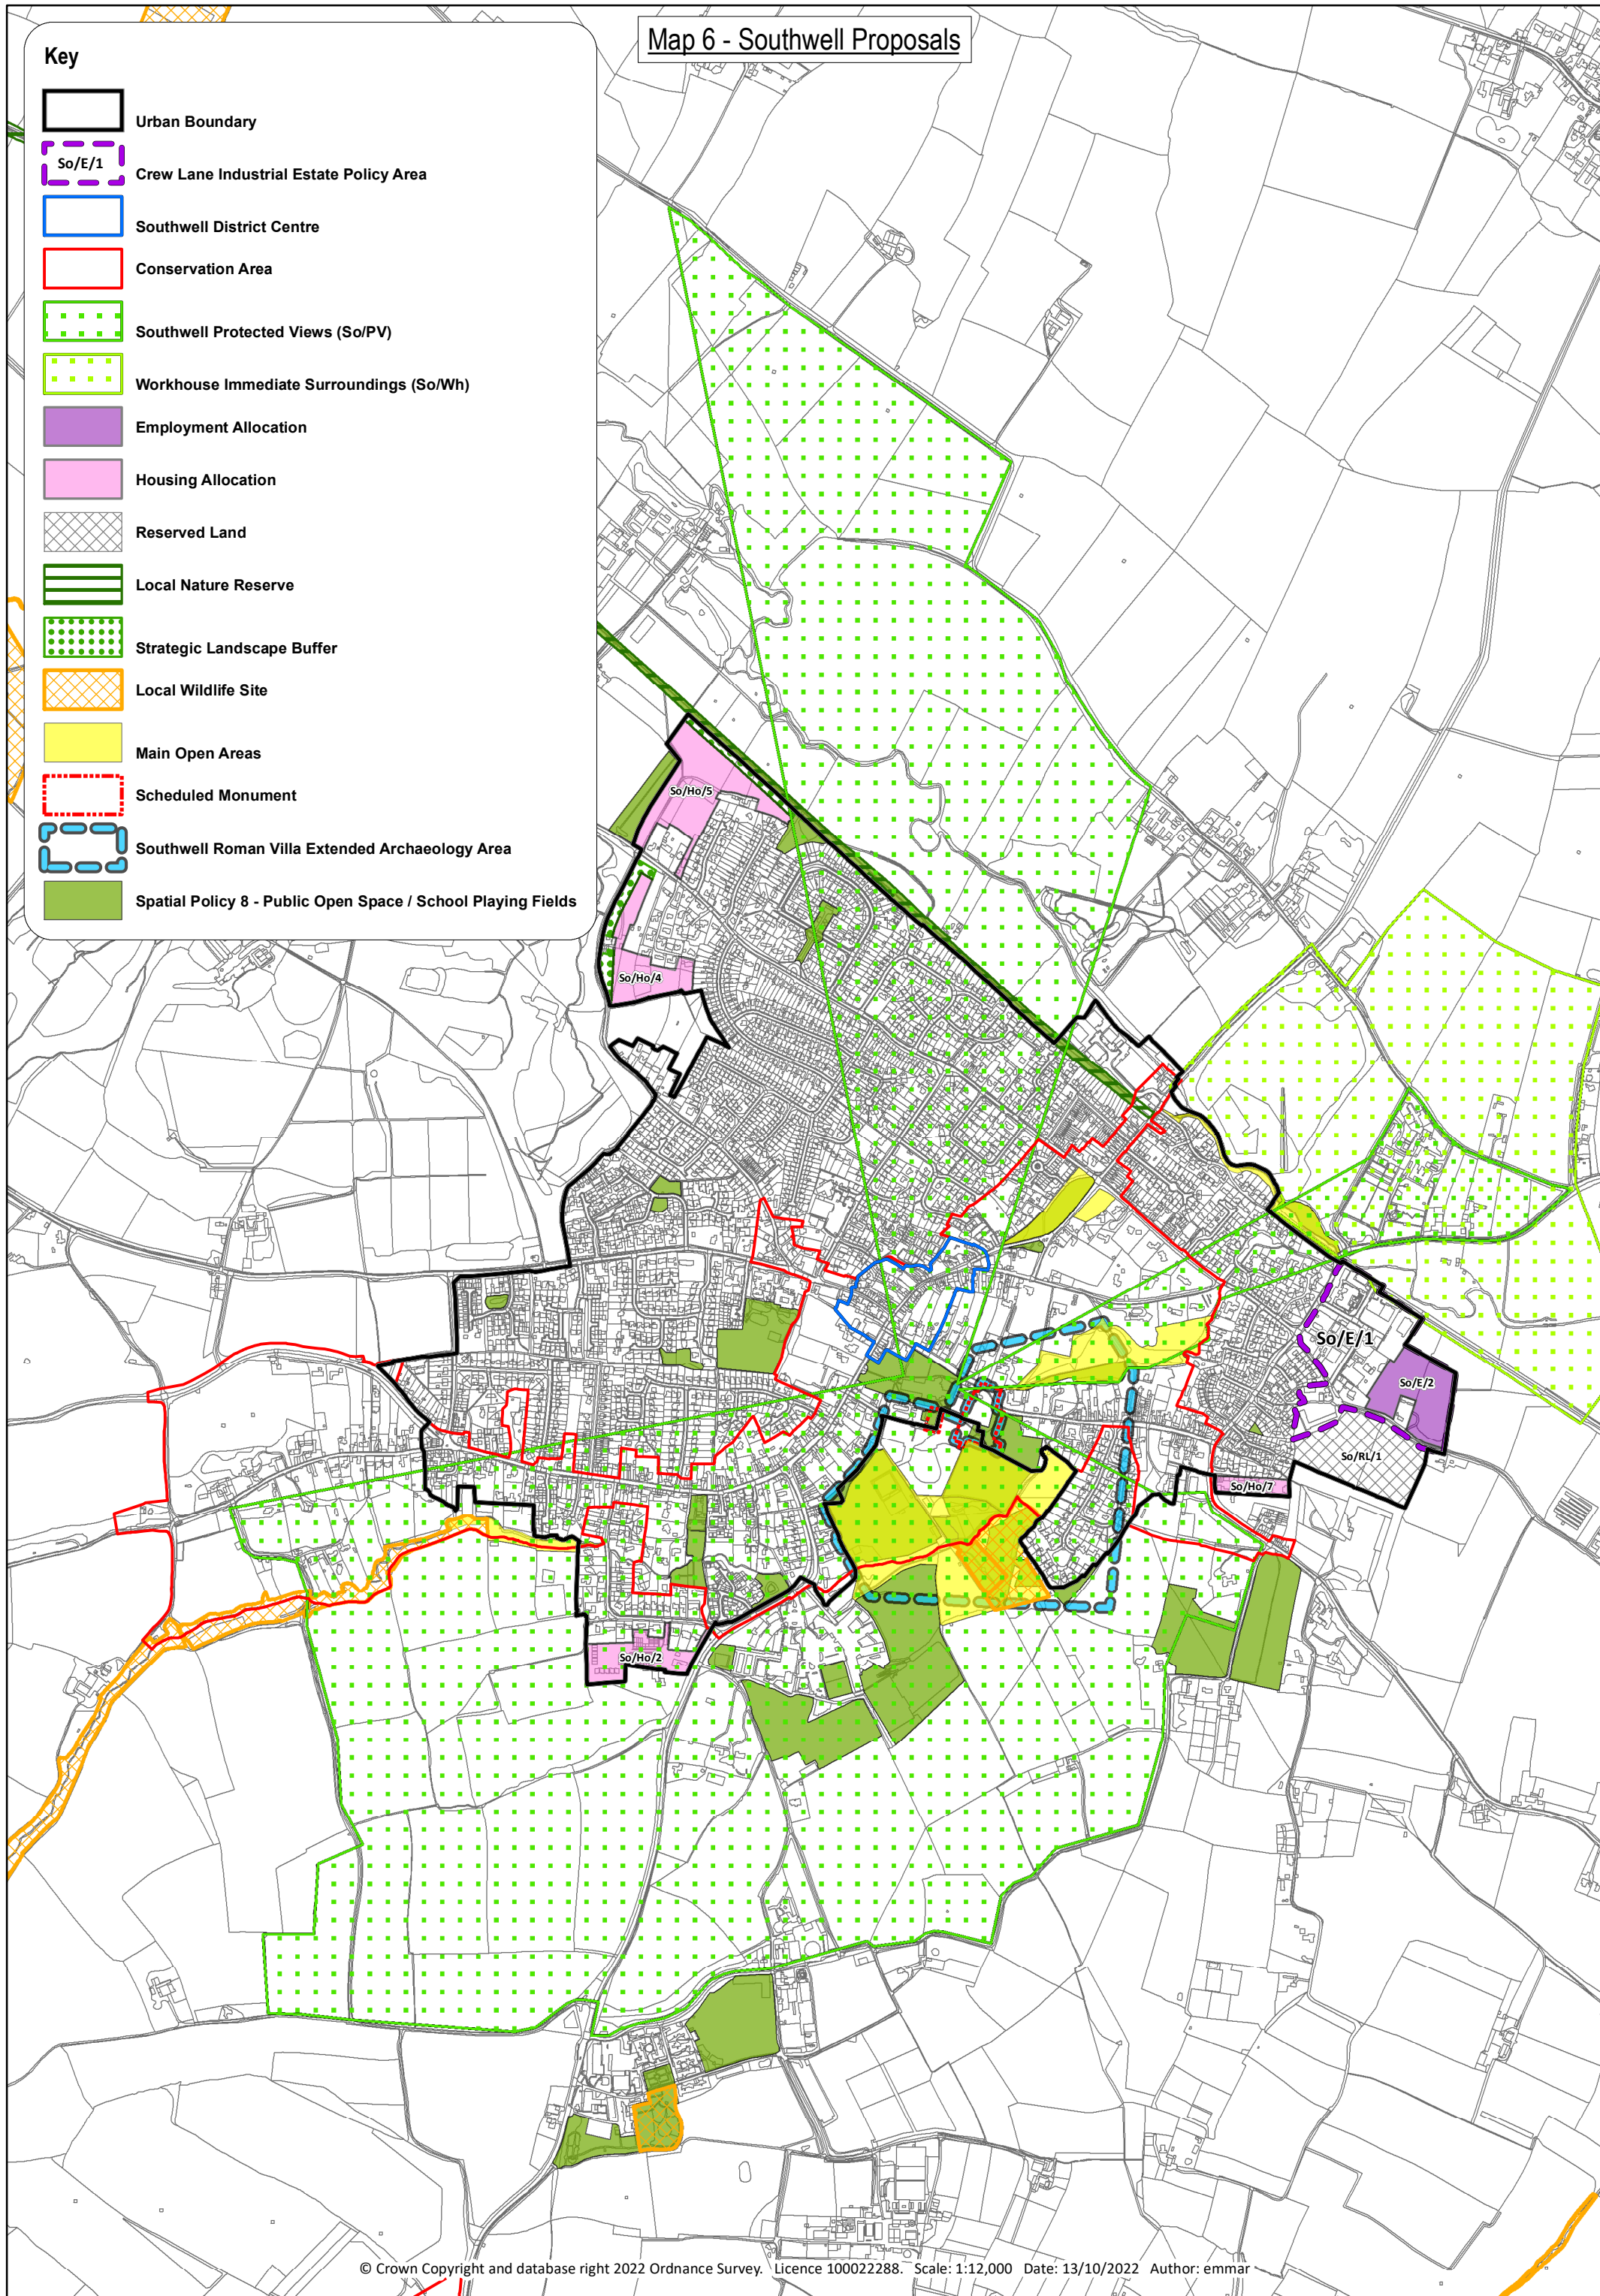 Map 6 - Southwell Proposals
Key
Urban Boundary
So/E/1
Crew Lane Industrial Estate Policy Area
Southwell District Centre
Conservation Area
Southwell Protected Views (So/PV)
Workhouse Immediate Surroundings (So/Wh)
Employment Allocation
Housing Allocation
Reserved Land
Local Nature Reserve
Strategic Landscape Buffer
Local Wildlife Site
Main Open Areas
Scheduled Monument
Southwell Roman Villa Extended Archaeology Area
Spatial Policy 8 - Public Open Space / School Playing Fields
So/Ho/5
So/Ho/4
So/E/1
So/E/2
So/RL/1
So/Ho/7
So/Ho/2
© Crown Copyright and database right 2022 Ordnance Survey. Licence 100022288. Scale: 1:12,000 Date: 13/10/2022 Author: emmar